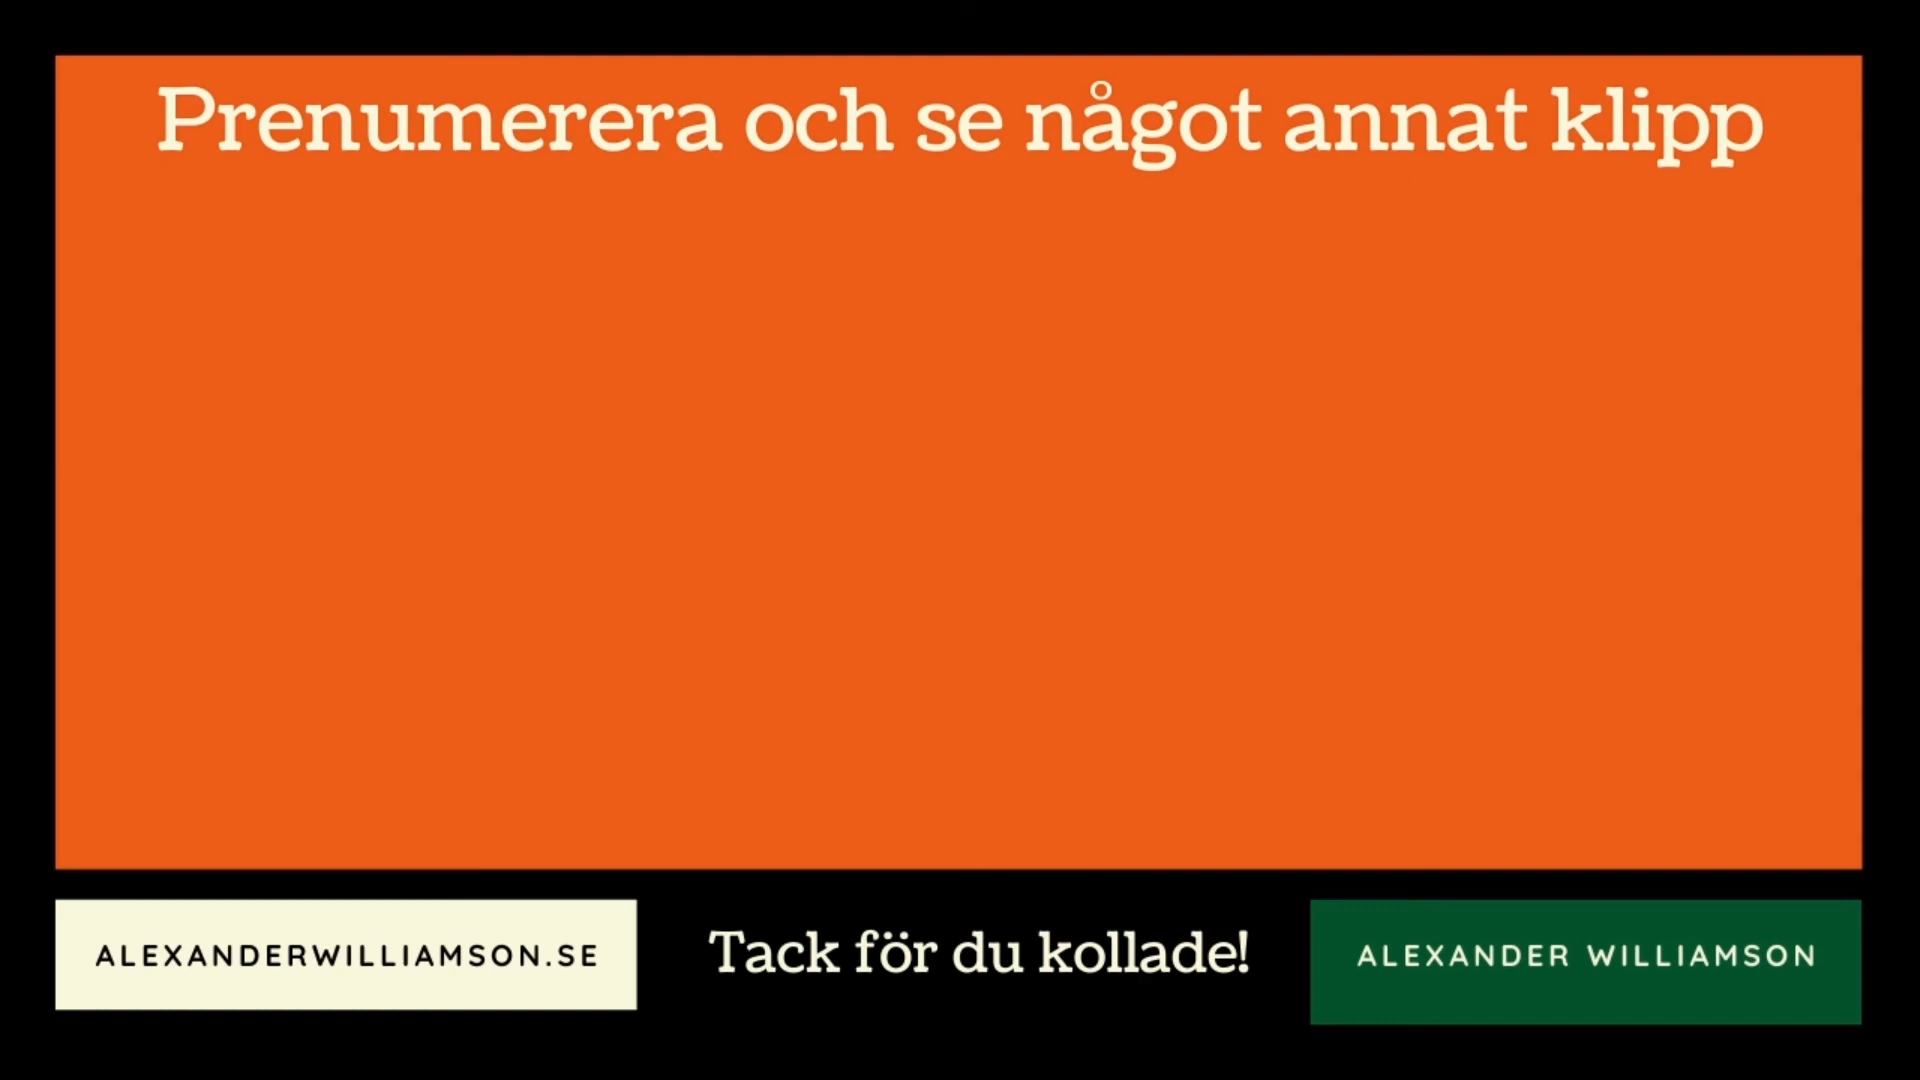 Prenumerera och se något annat klipp
ALEXANDERWILLIAMSON.SE
Tack för du kollade!
ALEXANDER WILLIAMSON